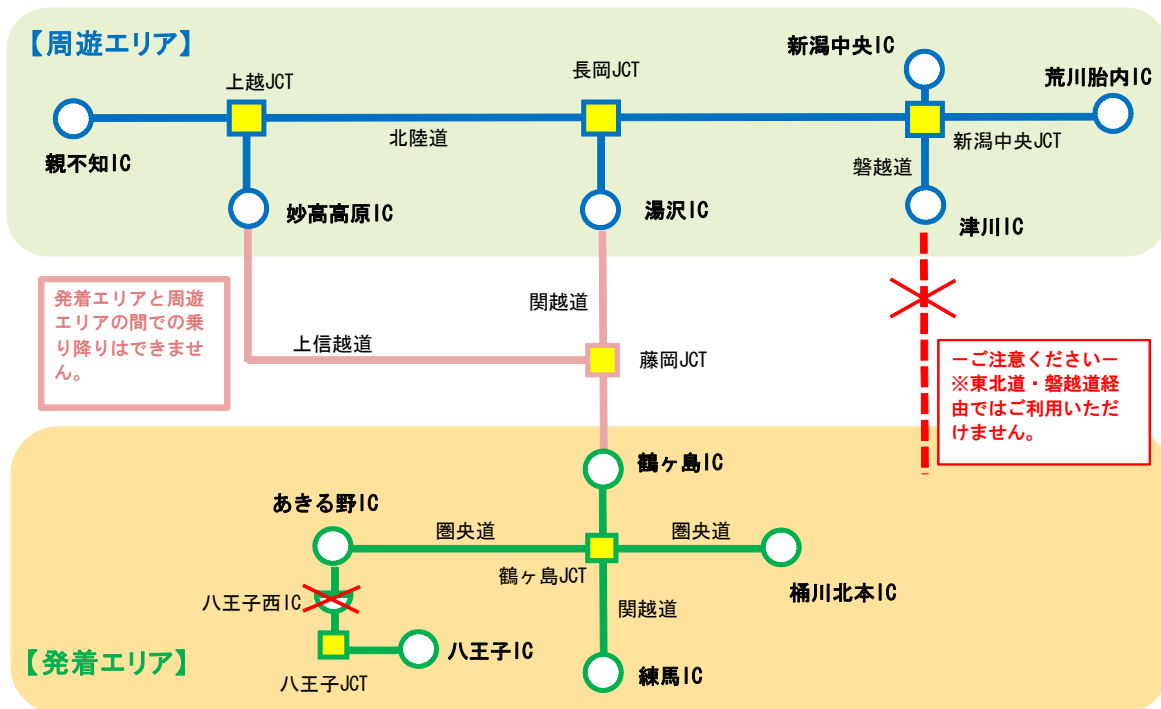 【周遊エリア】
新潟中央IC
長岡JCT
上越JCT
荒川胎内IC
北陸道
新潟中央JCT
親不知IC
磐越道
妙高高原IC
湯沢IC
津川IC
発着エリアと周遊
エリアの間での乗
り降りはできませ
ん。
関越道
上信越道
藤岡JCT
－ご注意ください－
※東北道・磐越道経
由ではご利用いただ
けません。
鶴ヶ島IC
あきる野IC
圏央道
圏央道
鶴ヶ島JCT
桶川北本IC
八王子西IC
関越道
八王子IC
【発着エリア】
練馬IC
八王子JCT